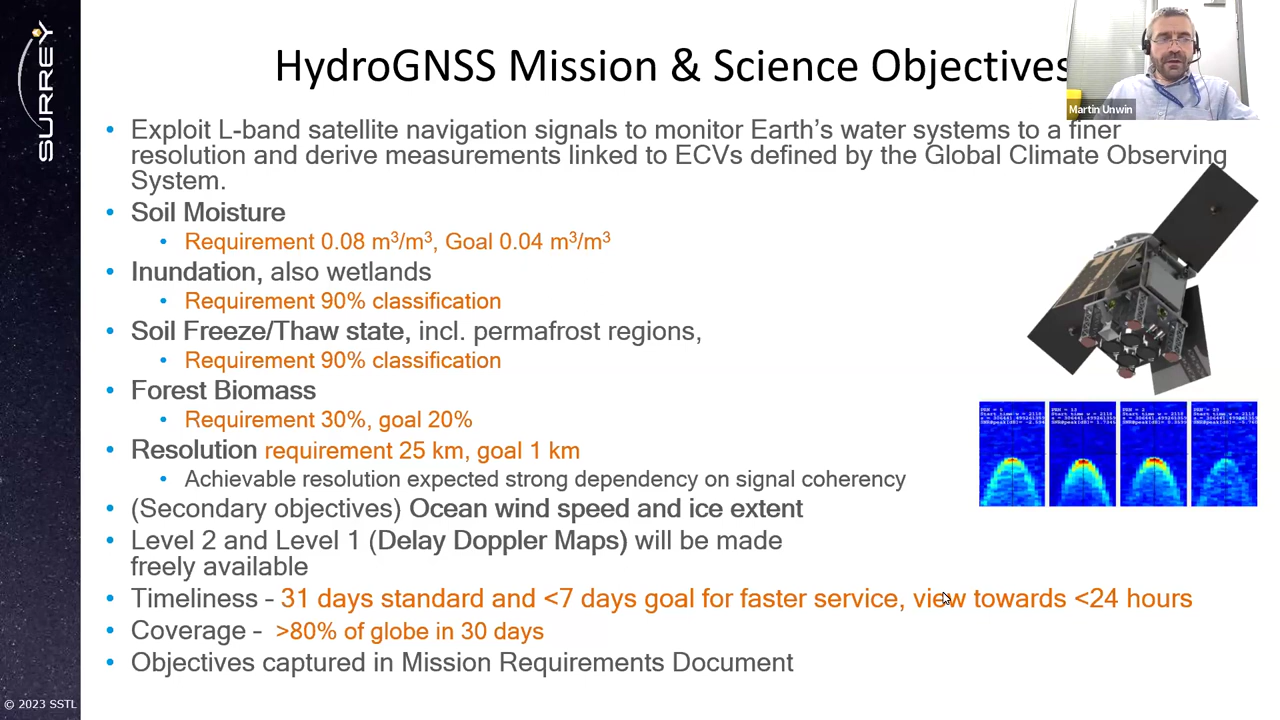 SURREY
HydroGNSS Mission & Science Objectives
Martin Unwin
• Exploit L-band satellite navigation signals to monitor Earth's water systems to a finer
resolution and derive measurements linked to ECVs defined by the Global Climate Observing
System.
• Soil Moisture
• Requirement 0.08 m³/m³, Goal 0.04 m³/m³
• Inundation, also wetlands
• Requirement 90% classification
• Soil Freeze/Thaw state, incl. permafrost regions,
• Requirement 90% classification
• Forest Biomass
• Requirement 30%, goal 20%
• Resolution requirement 25 km, goal 1 km
• Achievable resolution expected strong dependency on signal coherency
• (Secondary objectives) Ocean wind speed and ice extent
• Level 2 and Level 1 (Delay Doppler Maps) will be made
freely available
• Timeliness - 31 days standard and <7 days goal for faster service, view towards <24 hours
• Coverage - >80% of globe in 30 days
• Objectives captured in Mission Requirements Document
© 2023 SSTL